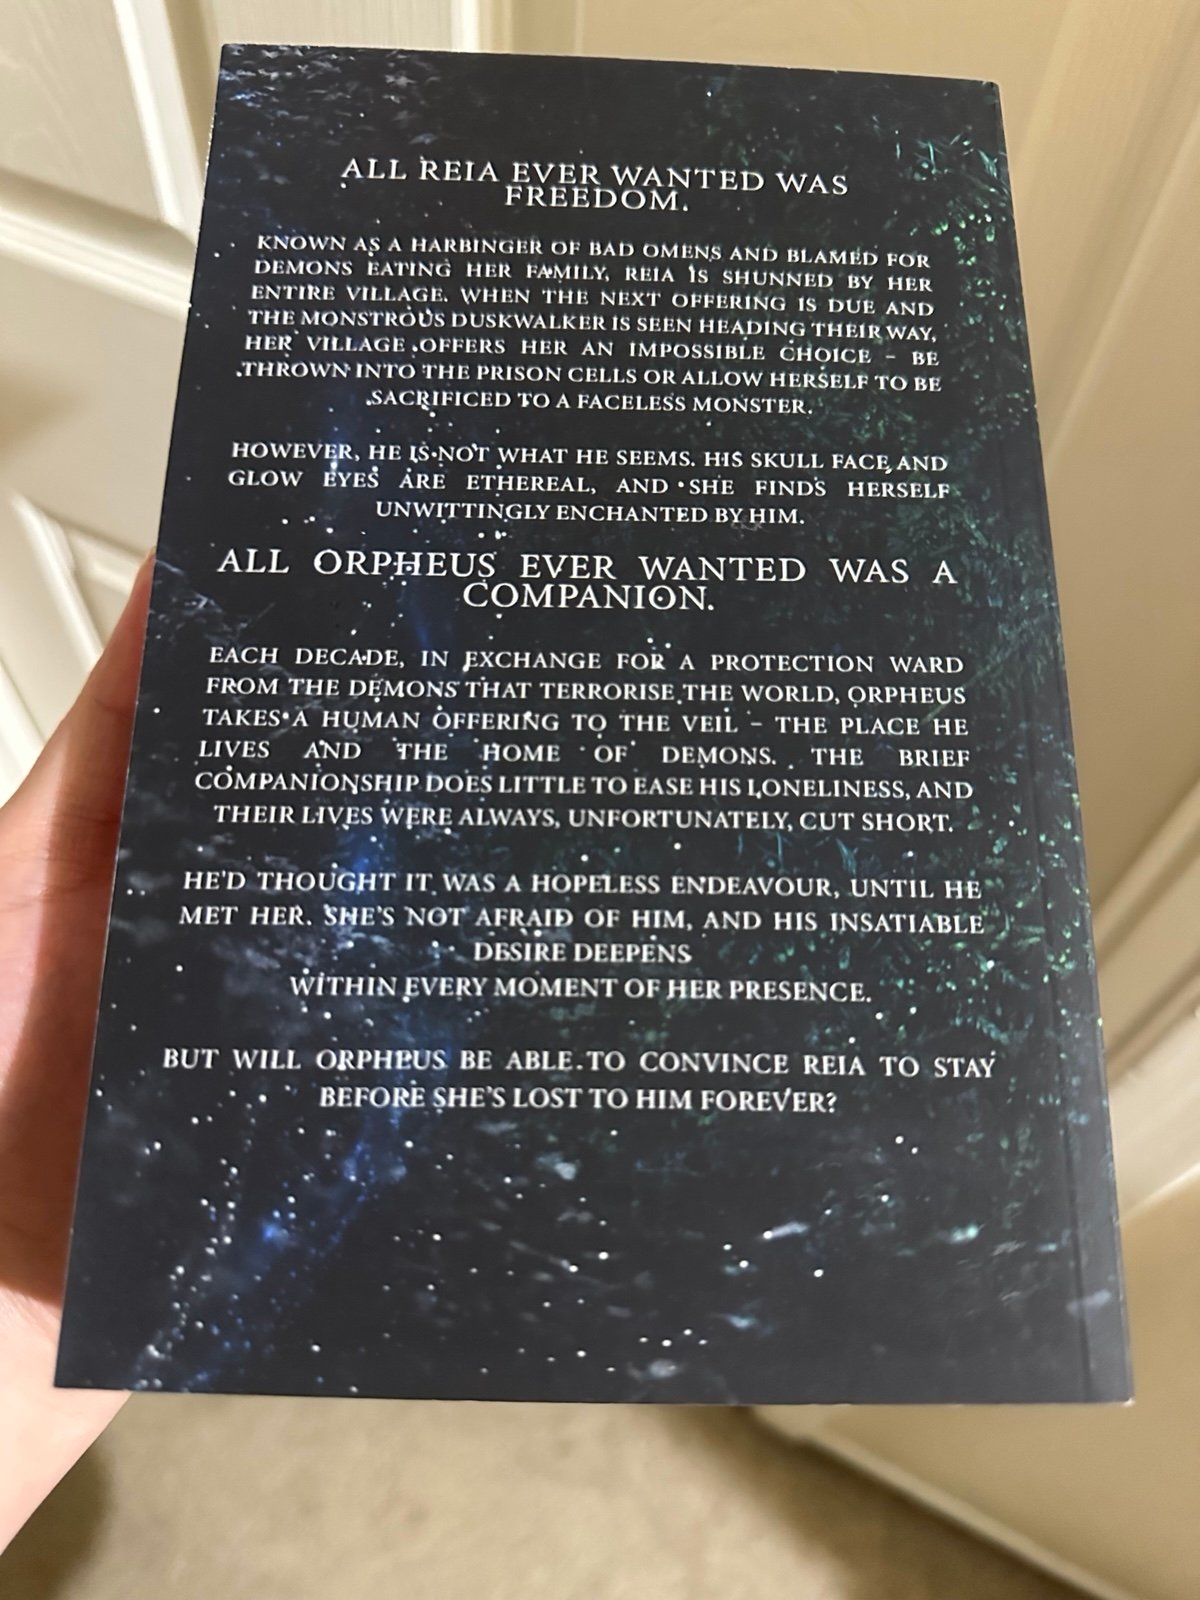 ALL REIA EVER WANTED WAS
FREEDOM.
KNOWN AS A HARBINGER OF BAD OMENS AND BLAMED FOR
DEMONS EATING HER FAMILY, REIA IS SHUNNED BY HER
ENTIRE VILLAGE. WHEN THE NEXT OFFERING IS DUE AND
THE MONSTROUS DUSKWALKER IS SEEN HEADING THEIR WAY,
HER VILLAGE OFFERS HER AN IMPOSSIBLE CHOICE - BE
THROWN INTO THE PRISON CELLS OR ALLOW HERSELF TO BE
SACRIFICED TO A FACELESS MONSTER.
HOWEVER, HE IS NOT WHAT HE SEEMS. HIS SKULL FACE AND
GLOW EYES ARE ETHEREAL, AND SHE FINDS HERSELF
UNWITTINGLY ENCHANTED BY HIM.
ALL ORPHEUS EVER WANTED WAS A
COMPANION.
EACH DECADE, IN EXCHANGE FOR A PROTECTION WARD
FROM THE DEMONS THAT TERRORISE THE WORLD, ORPHEUS
TAKES A HUMAN OFFERING TO THE VEIL - THE PLACE HE
LIVES AND THE HOME OF DEMONS. THE BRIEF
COMPANIONSHIP DOES LITTLE TO EASE HIS LONELINESS, AND
THEIR LIVES WERE ALWAYS, UNFORTUNATELY, CUT SHORT.
HE'D THOUGHT IT WAS A HOPELESS ENDEAVOUR, UNTIL HE
MET HER. SHE'S NOT AFRAID OF HIM, AND HIS INSATIABLE
DESIRE DEEPENS
WITHIN EVERY MOMENT OF HER PRESENCE.
BUT WILL ORPHEUS BE ABLE TO CONVINCE REIA TO STAY
BEFORE SHE'S LOST TO HIM FOREVER?